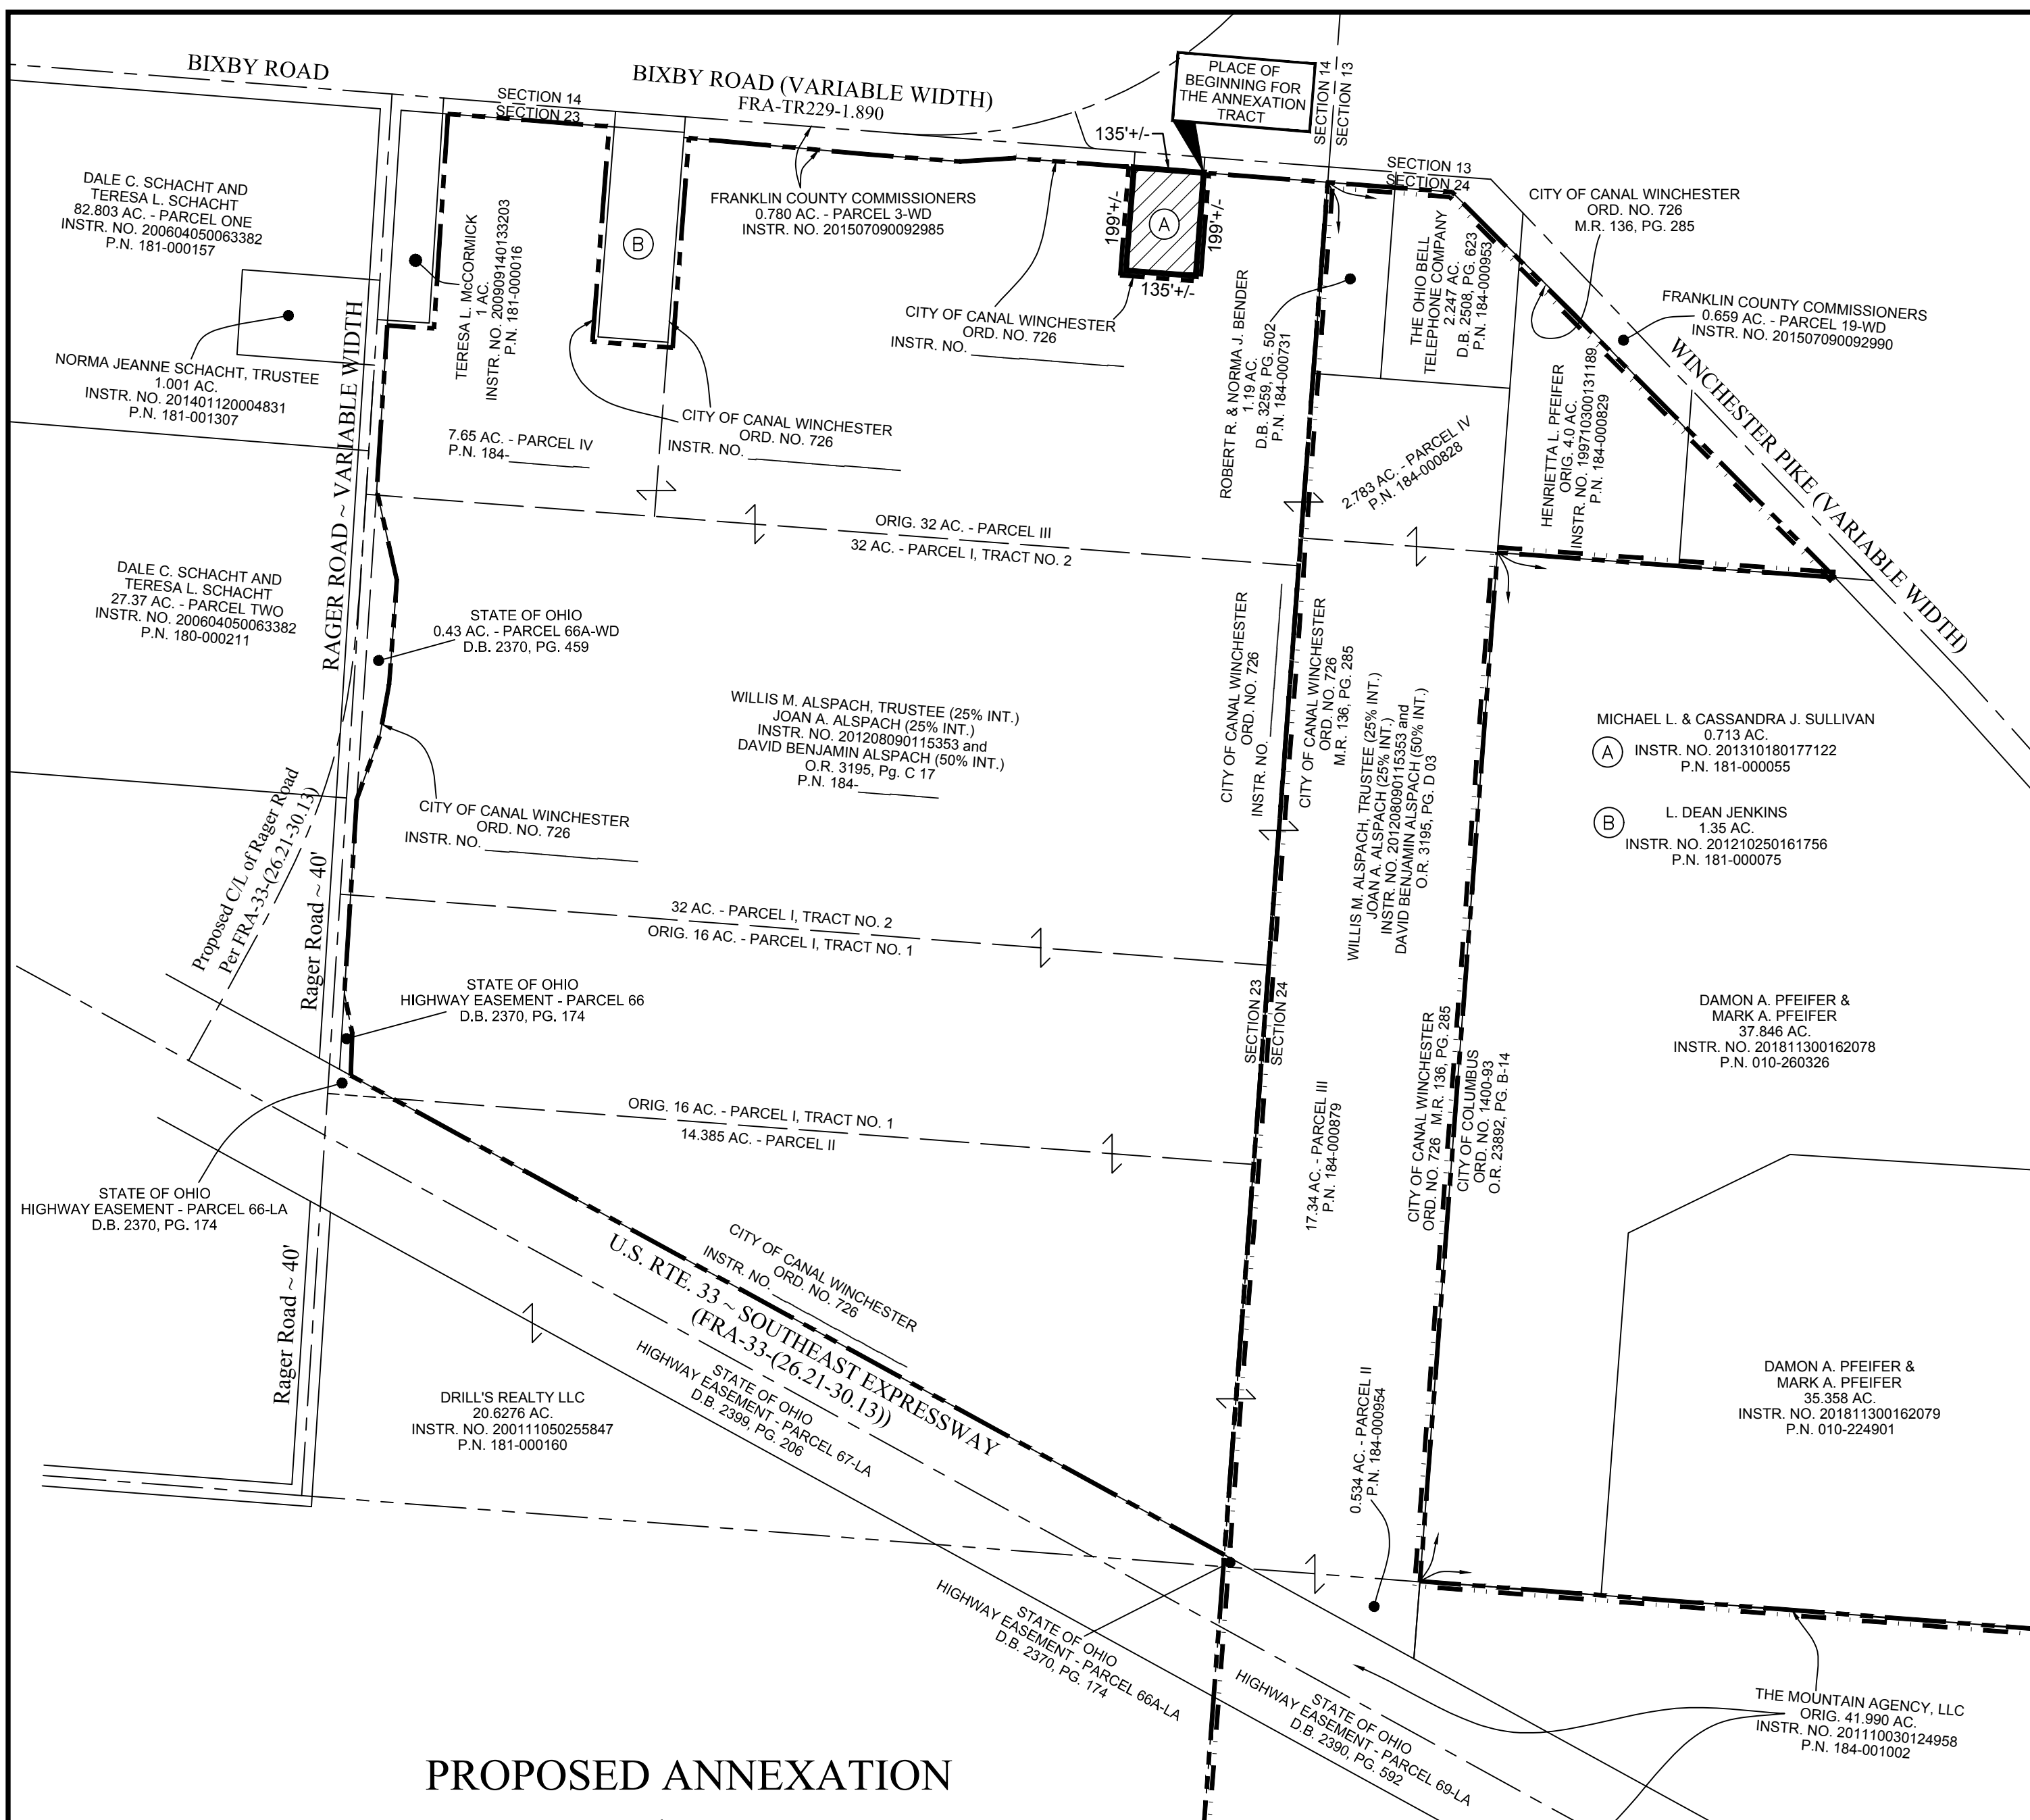 BIXBY ROAD
SECTION 14
SECTION 23
BIXBY ROAD (VARIABLE WIDTH)
FRA-TR229-1.890
PLACE OF
BEGINNING FOR
THE ANNEXATION
TRACT
SECTION 14
SECTION 13
SECTION 13
SECTION 24
135'+/-
199'+/-
A
199'+/-
135'+/-
DALE C. SCHACHT AND
TERESA L. SCHACHT
82.803 AC. - PARCEL ONE
INSTR. NO. 200604050063382
P.N. 181-000157
TERESA L. McCORMICK
1 AC.
INSTR. NO. 200909140133203
P.N. 181-000016
B
FRANKLIN COUNTY COMMISSIONERS
0.780 AC. - PARCEL 3-WD
INSTR. NO. 201507090092985
CITY OF CANAL WINCHESTER
ORD. NO. 726
INSTR. NO.
ROBERT R. & NORMA J. BENDER
1.19 AC.
D.B. 3259, PG. 502
P.N. 184-000731
THE OHIO BELL
TELEPHONE COMPANY
2.247 AC.
D.B. 2508, PG. 623
P.N. 184-000953
CITY OF CANAL WINCHESTER
ORD. NO. 726
M.R. 136, PG. 285
FRANKLIN COUNTY COMMISSIONERS
0.659 AC. - PARCEL 19-WD
INSTR. NO. 201507090092990
WINCHESTER PIKE (VARIABLE WIDTH)
HENRIETTA L. PFEIFER
ORIG. 4.0 AC.
INSTR. NO. 199710300131189
P.N. 184-000829
NORMA JEANNE SCHACHT, TRUSTEE
1.001 AC.
INSTR. NO. 201401120004831
P.N. 181-001307
RAGER ROAD ~ VARIABLE WIDTH
7.65 AC. - PARCEL IV
P.N. 184-
CITY OF CANAL WINCHESTER
ORD. NO. 726
INSTR. NO.
2.783 AC. - PARCEL IV
P.N. 184-000828
ORIG. 32 AC. - PARCEL III
32 AC. - PARCEL I, TRACT NO. 2
DALE C. SCHACHT AND
TERESA L. SCHACHT
27.37 AC. - PARCEL TWO
INSTR. NO. 200604050063382
P.N. 180-000211
STATE OF OHIO
0.43 AC. - PARCEL 66A-WD
D.B. 2370, PG. 459
WILLIS M. ALSPACH, TRUSTEE (25% INT.)
JOAN A. ALSPACH (25% INT.)
INSTR. NO. 201208090115353 and
DAVID BENJAMIN ALSPACH (50% INT.)
O.R. 3195, Pg. C 17
P.N. 184-
CITY OF CANAL WINCHESTER
ORD. NO. 726
INSTR. NO.
CITY OF CANAL WINCHESTER
ORD. NO. 726
M.R. 136, PG. 285
WILLIS M. ALSPACH, TRUSTEE (25% INT.)
JOAN A. ALSPACH (25% INT.)
INSTR. NO. 201208090115353 and
DAVID BENJAMIN ALSPACH (50% INT.)
O.R. 3195, PG. D 03
MICHAEL L. & CASSANDRA J. SULLIVAN
0.713 AC.
A
INSTR. NO. 201310180177122
P.N. 181-000055
L. DEAN JENKINS
B
1.35 AC.
INSTR. NO. 201210250161756
P.N. 181-000075
CITY OF CANAL WINCHESTER
ORD. NO. 726
INSTR. NO.
Proposed C/L of Rager Road
Per FRA-33-(26.21-30.13)
Rager Road ~ 40'
32 AC. - PARCEL I, TRACT NO. 2
ORIG. 16 AC. - PARCEL I, TRACT NO. 1
STATE OF OHIO
HIGHWAY EASEMENT - PARCEL 66
D.B. 2370, PG. 174
SECTION 23
SECTION 24
DAMON A. PFEIFER &
MARK A. PFEIFER
37.846 AC.
INSTR. NO. 201811300162078
P.N. 010-260326
ORIG. 16 AC. - PARCEL I, TRACT NO. 1
14.385 AC. - PARCEL II
17.34 AC. - PARCEL III
P.N. 184-000879
CITY OF CANAL WINCHESTER
ORD. NO. 726 M.R. 136, PG. 285
CITY OF COLUMBUS
ORD. NO. 1400-93
O.R. 23892, PG. B-14
STATE OF OHIO
HIGHWAY EASEMENT - PARCEL 66-LA
D.B. 2370, PG. 174
Rager Road ~ 40'
CITY OF CANAL WINCHESTER
ORD. NO. 726
INSTR. NO.
U.S. RTE. 33 ~ SOUTHEAST EXPRESSWAY
(FRA-33-(26.21-30.13))
STATE OF OHIO
HIGHWAY EASEMENT - PARCEL 67-LA
D.B. 2399, PG. 206
DRILL'S REALTY LLC
20.6276 AC.
INSTR. NO. 200111050255847
P.N. 181-000160
0.534 AC. - PARCEL II
P.N. 184-000954
DAMON A. PFEIFER &
MARK A. PFEIFER
35.358 AC.
INSTR. NO. 201811300162079
P.N. 010-224901
STATE OF OHIO
HIGHWAY EASEMENT - PARCEL 66A-LA
D.B. 2370, PG. 174
STATE OF OHIO
HIGHWAY EASEMENT - PARCEL 69-LA
D.B. 2390, PG. 592
THE MOUNTAIN AGENCY, LLC
ORIG. 41.990 AC.
INSTR. NO. 201110030124958
P.N. 184-001002
PROPOSED ANNEXATION